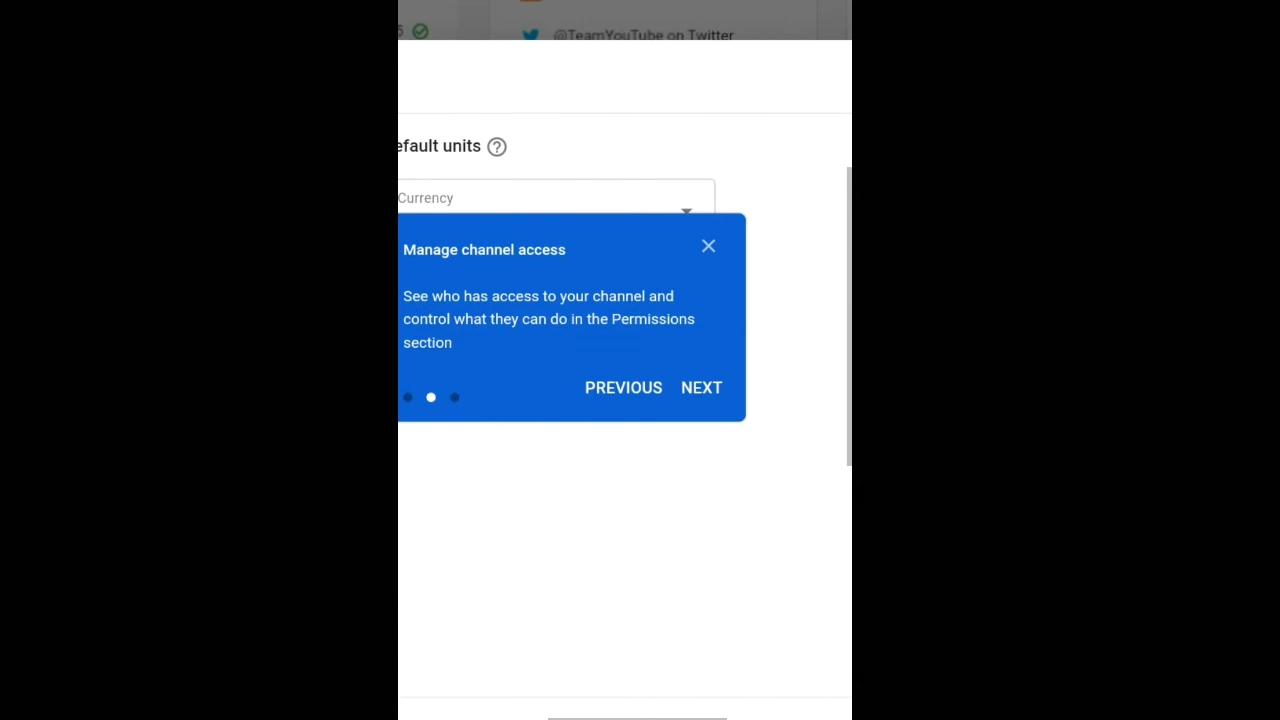 @TeamYouTube on Twitter
efault units
Currency
Manage channel access
See who has access to your channel and
control what they can do in the Permissions
section
PREVIOUS NEXT